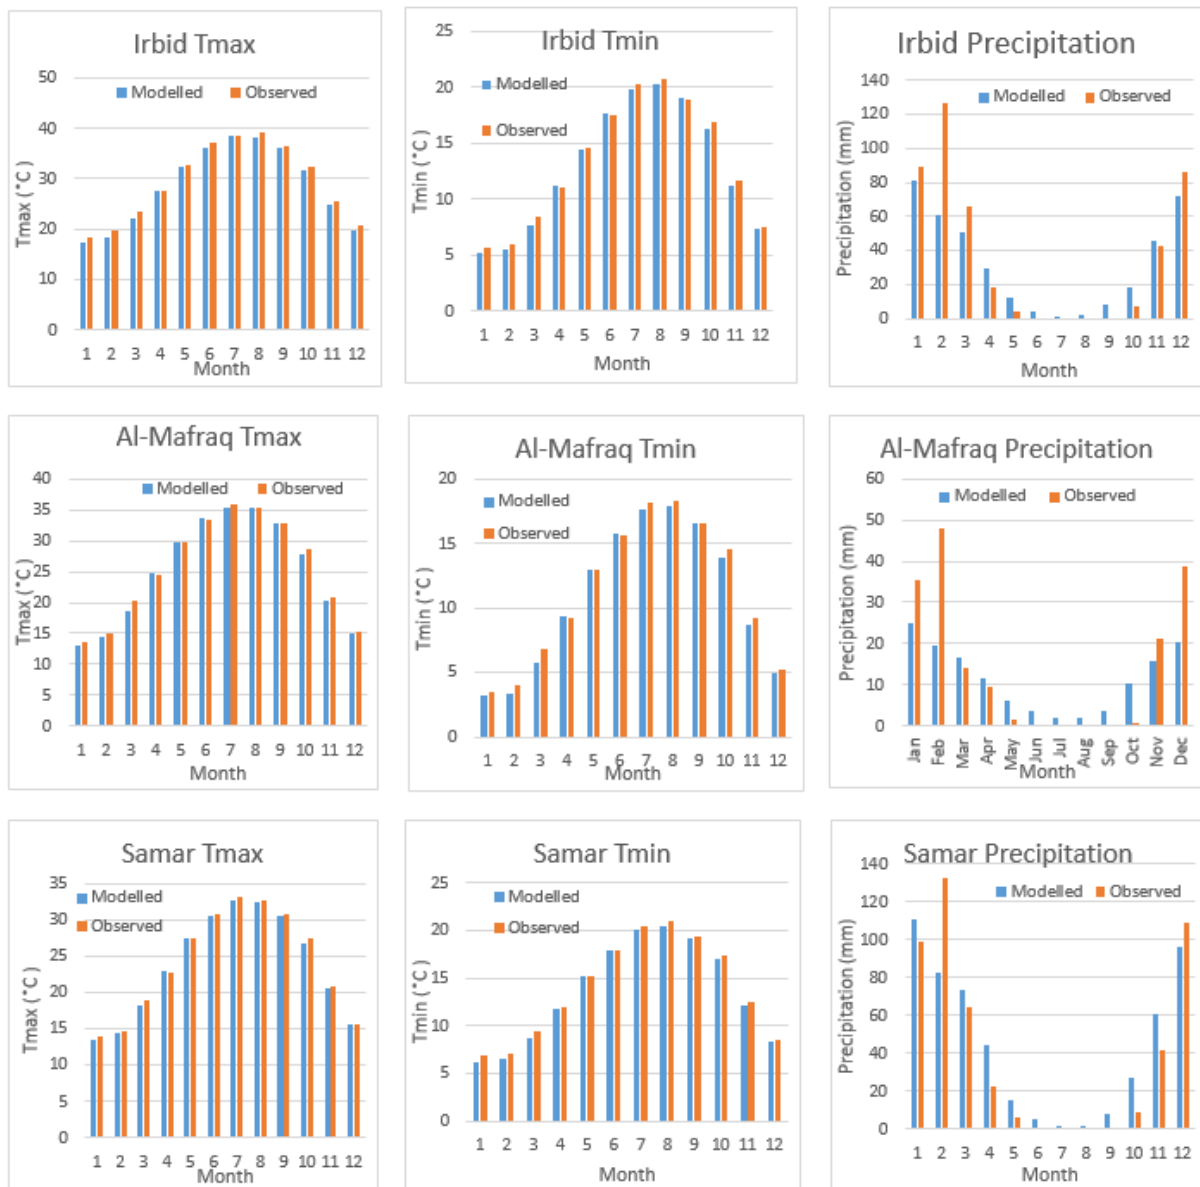 Irbid Tmax
Modelled Observed
Tmax (°C )
50
40
30
20
10
0
1 2 3 4 5 6 7 8 9 10 11 12
Month
Irbid Tmin
Modelled
Observed
Tmin (°C )
25
20
15
10
5
0
1 2 3 4 5 6 7 8 9 10 11 12
Month
Irbid Precipitation
Modelled Observed
Precipitation (mm)
140
120
100
80
60
40
20
0
1 2 3 4 5 6 7 8 9 10 11 12
Month
Al-Mafraq Tmax
Modelled Observed
Tmax (°C )
40
35
30
25
20
15
10
5
0
1 2 3 4 5 6 7 8 9 10 11 12
Month
Al-Mafraq Tmin
Modelled
Observed
Tmin (°C )
20
15
10
5
0
1 2 3 4 5 6 7 8 9 10 11 12
Month
Al-Mafraq Precipitation
Modelled Observed
Precipitation (mm)
60
50
40
30
20
10
0
Jan Feb Mar Apr May Jun Jul Aug Sep Oct Nov Dec
Month
Samar Tmax
Modelled
Observed
Tmax (°C )
35
30
25
20
15
10
5
0
1 2 3 4 5 6 7 8 9 10 11 12
Month
Samar Tmin
Modelled
Observed
Tmin (°C )
25
20
15
10
5
0
1 2 3 4 5 6 7 8 9 10 11 12
Month
Samar Precipitation
Modelled Observed
Precipitation (mm)
140
120
100
80
60
40
20
0
1 2 3 4 5 6 7 8 9 10 11 12
Month